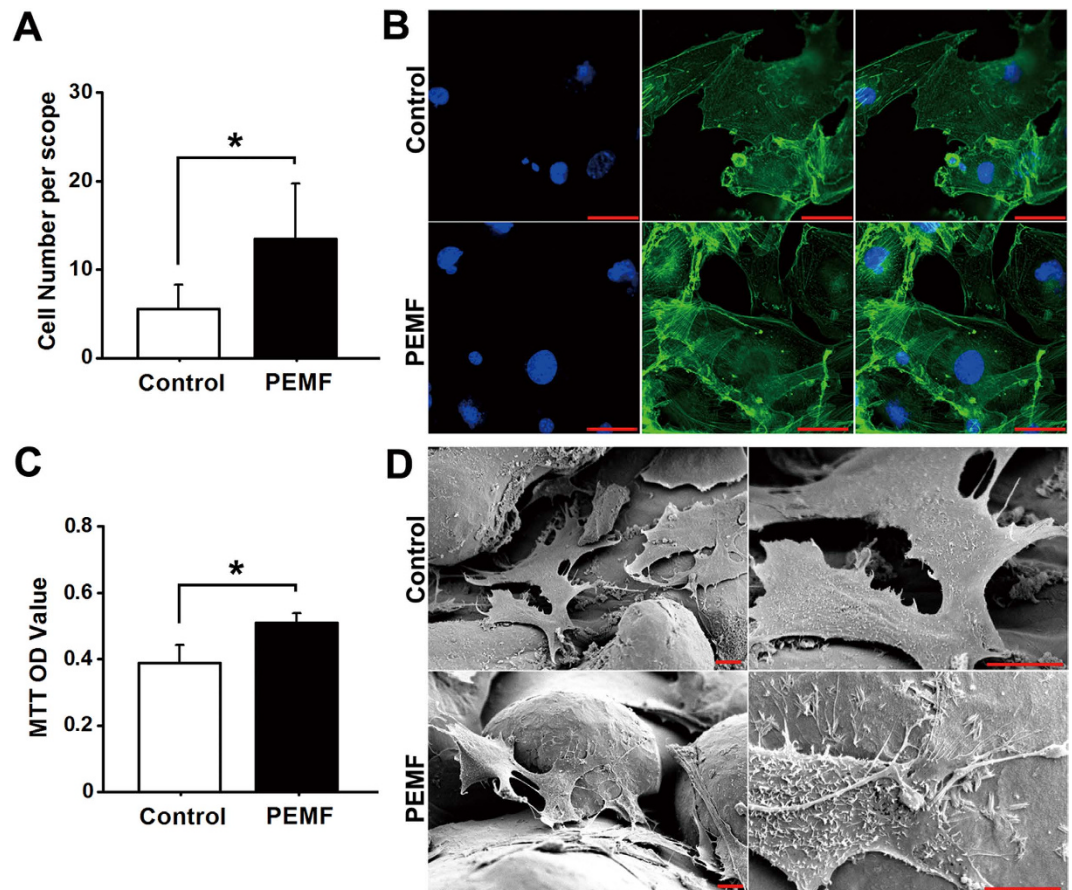 A
Cell Number per scope
30
20
10
0
*
Control
PEMF
B
Control
PEMF
C
MTT OD Value
0.8
0.6
0.4
0.2
0
*
Control
PEMF
D
Control
PEMF